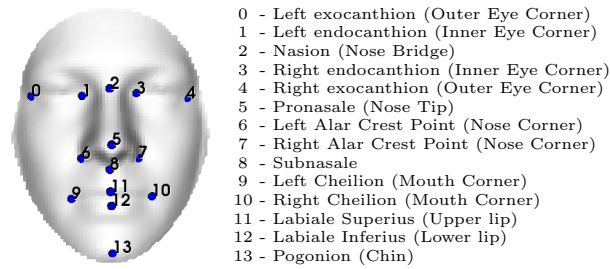 0 - Left exocanthion (Outer Eye Corner)
1 - Left endocanthion (Inner Eye Corner)
2 - Nasion (Nose Bridge)
3 - Right endocanthion (Inner Eye Corner)
4 - Right exocanthion (Outer Eye Corner)
5 - Pronasale (Nose Tip)
6 - Left Alar Crest Point (Nose Corner)
7 - Right Alar Crest Point (Nose Corner)
8 - Subnasale
9 - Left Cheilion (Mouth Corner)
10 - Right Cheilion (Mouth Corner)
11 - Labiale Superius (Upper lip)
12 - Labiale Inferius (Lower lip)
13 - Pogonion (Chin)
0 1 2 3 4
5
6 7
8
9 11 10
12
13